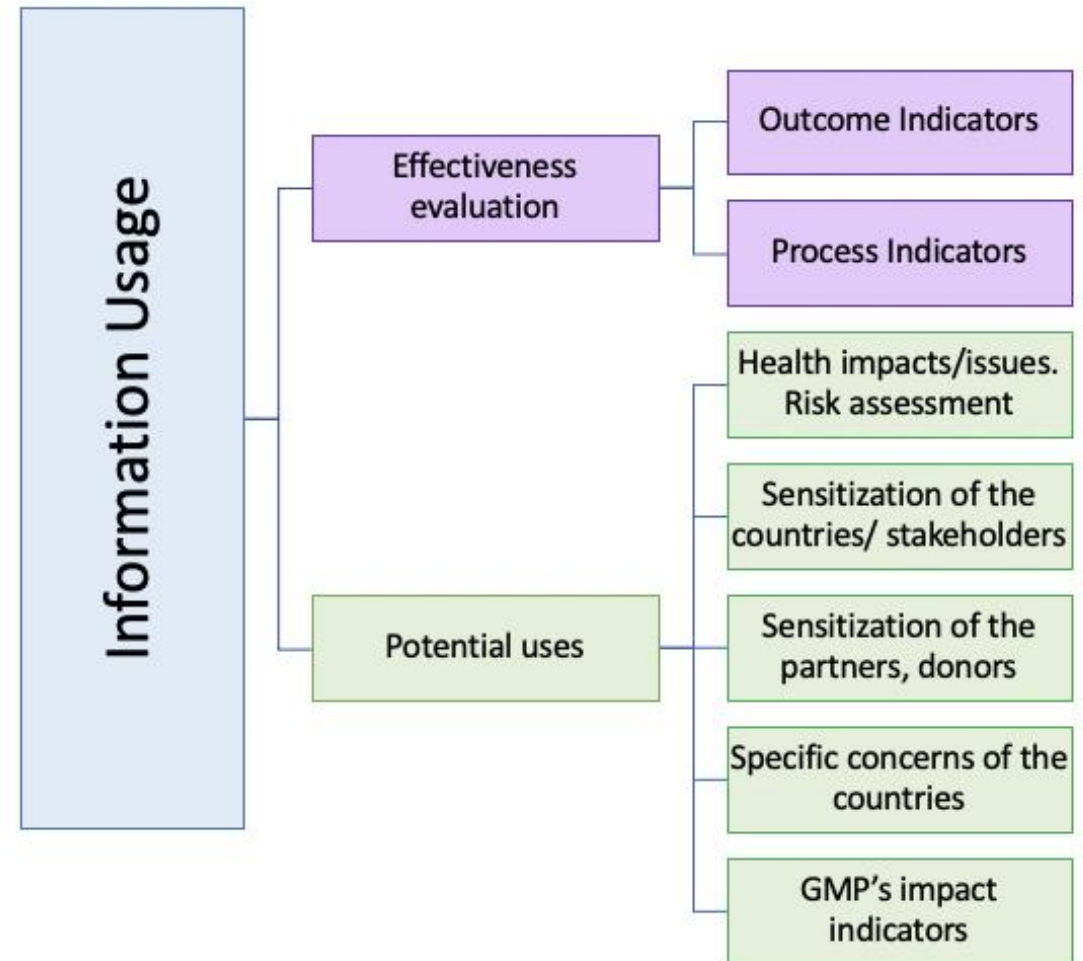 Information Usage
Effectiveness
evaluation
Outcome Indicators
Process Indicators
Potential uses
Health impacts/issues.
Risk assessment
Sensitization of the
countries/ stakeholders
Sensitization of the
partners, donors
Specific concerns of the
countries
GMP's impact
indicators